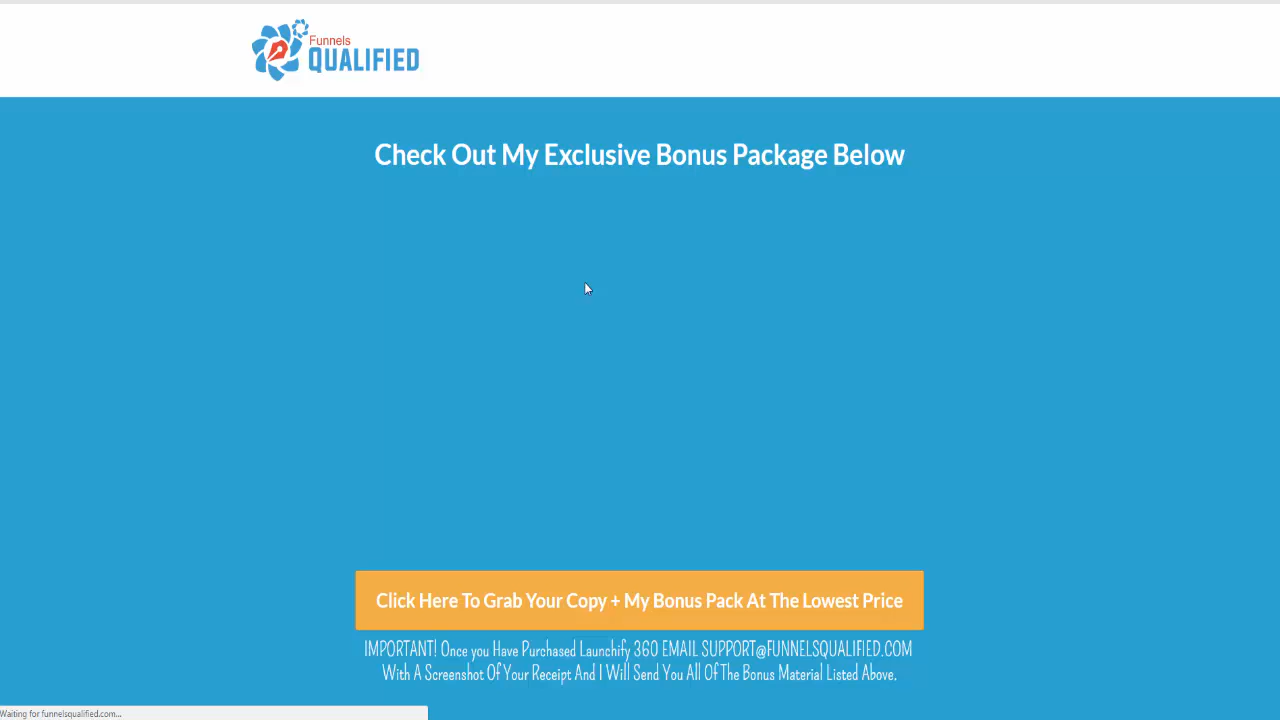 Funnels
QUALIFIED
Check Out My Exclusive Bonus Package Below
Click Here To Grab Your Copy + My Bonus Pack At The Lowest Price
IMPORTANT! Once you Have Purchased Launchify 360 EMAIL SUPPORT@FUNNELSQUALIFIED.COM
With A Screenshot Of Your Receipt And I Will Send You All Of The Bonus Material Listed Above.
Waiting for funnelsqualified.com...